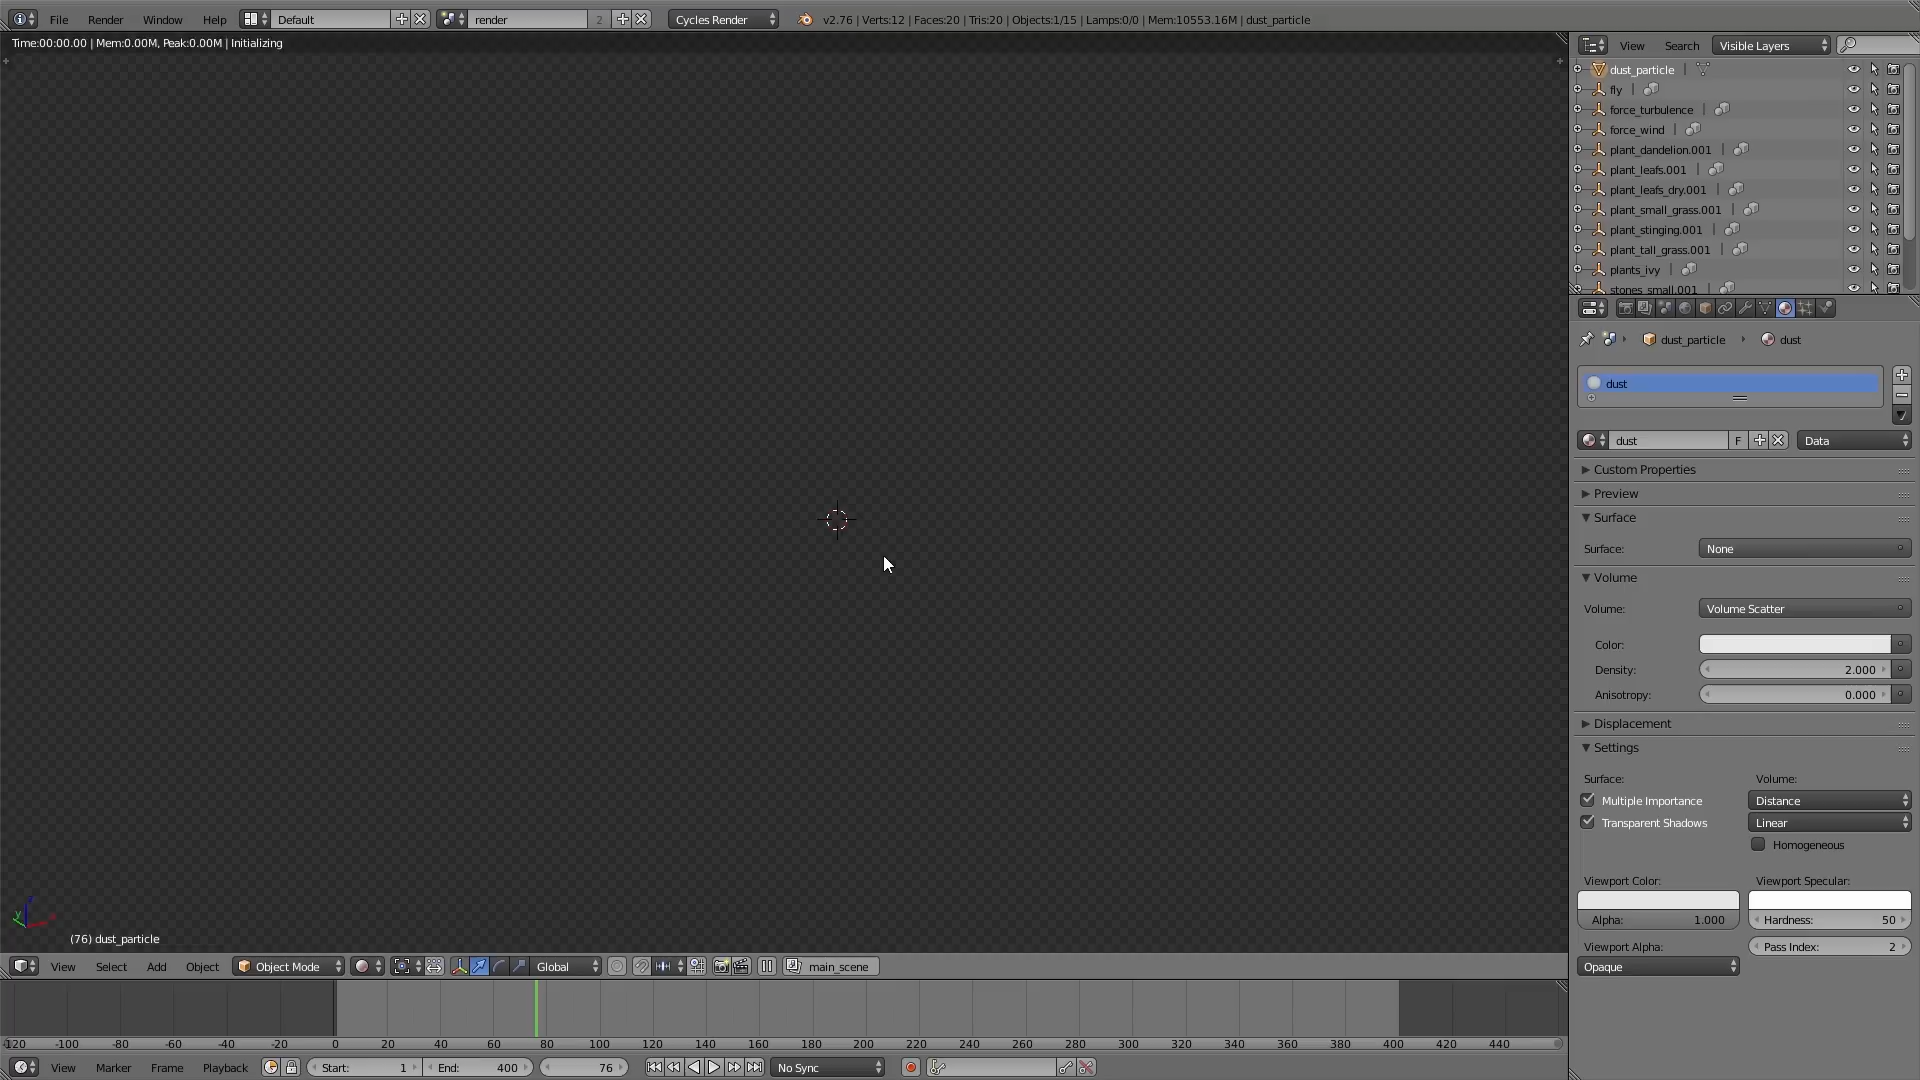 File Render Window Help Default render 2 Cycles Render v2.76 | Verts:12 | Faces:20 | Tris:20 | Objects:1/15 | Lamps:0/0 | Mem:10553.16M | dust_particle
Time:00:00.00 | Mem:0.00M, Peak:0.00M | Initializing
View Search Visible Layers
dust_particle
fly
force_turbulence
force_wind
plant_dandelion.001
plant_leafs.001
plant_leafs_dry.001
plant_small_grass.001
plant_stinging.001
plant_tall_grass.001
plants_ivy
stones_small.001
dust_particle dust
dust
dust F Data
Custom Properties
Preview
Surface
Surface: None
Volume
Volume: Volume Scatter
Color:
Density: 2.000
Anisotropy: 0.000
Displacement
Settings
Surface: Volume:
Multiple Importance Distance
Transparent Shadows Linear
Homogeneous
Viewport Color: Viewport Specular:
Alpha: 1.000 Hardness: 50
Viewport Alpha: Pass Index: 2
Opaque
z
y
x
(76) dust_particle
View Select Add Object Object Mode Global main_scene
-120 -100 -80 -60 -40 -20 0 20 40 60 80 100 120 140 160 180 200 220 240 260 280 300 320 340 360 380 400 420 440
View Marker Frame Playback Start: 1 End: 400 76 No Sync